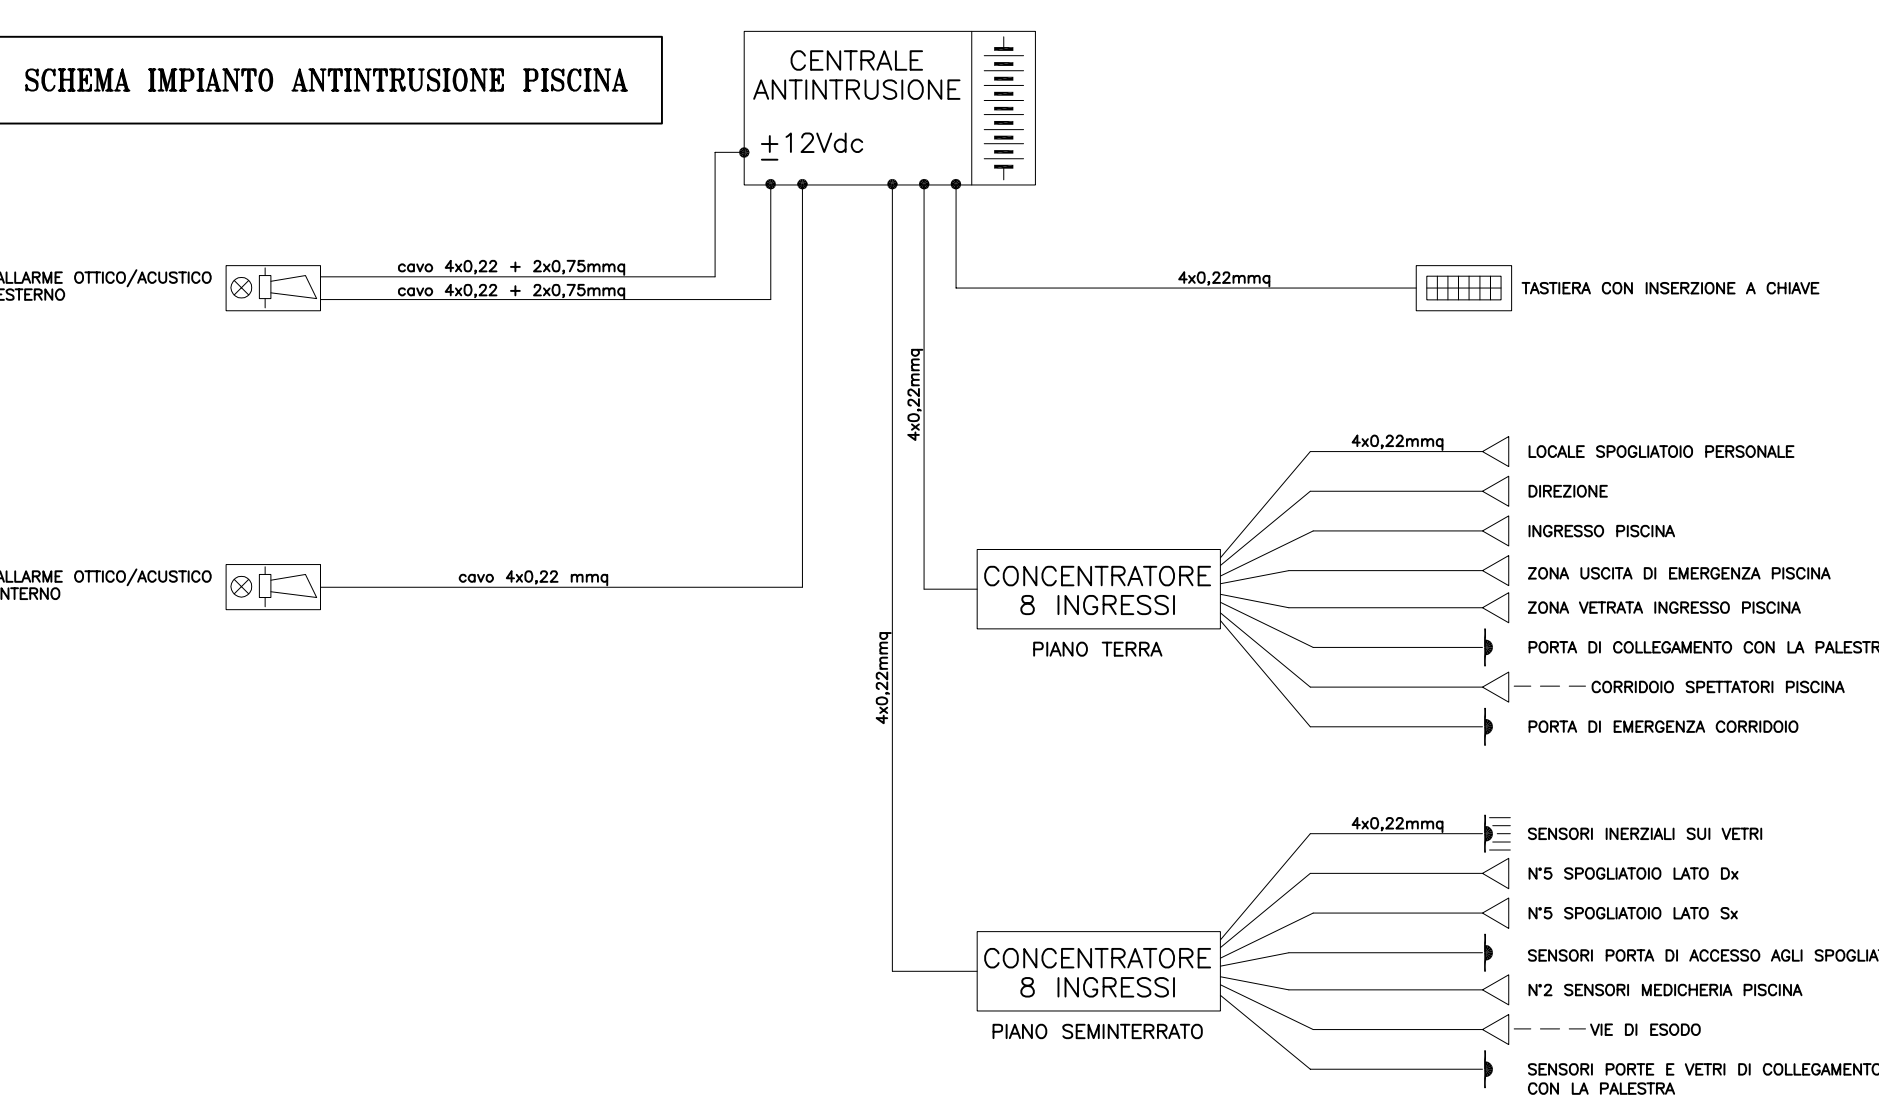 SCHEMA IMPIANTO ANTINTRUSIONE PISCINA
CENTRALE
ANTINTRUSIONE
±12Vdc
ALLARME OTTICO/ACUSTICO
ESTERNO
cavo 4x0,22 + 2x0,75mmq
cavo 4x0,22 + 2x0,75mmq
4x0,22mmq
TASTIERA CON INSERZIONE A CHIAVE
4x0,22mmq
ALLARME OTTICO/ACUSTICO
INTERNO
cavo 4x0,22 mmq
4x0,22mmq
CONCENTRATORE
8 INGRESSI
PIANO TERRA
4x0,22mmq
LOCALE SPOGLIATOIO PERSONALE
DIREZIONE
INGRESSO PISCINA
ZONA USCITA DI EMERGENZA PISCINA
ZONA VETRATA INGRESSO PISCINA
PORTA DI COLLEGAMENTO CON LA PALESTR
CORRIDOIO SPETTATORI PISCINA
PORTA DI EMERGENZA CORRIDOIO
CONCENTRATORE
8 INGRESSI
PIANO SEMINTERRATO
4x0,22mmq
SENSORI INERZIALI SUI VETRI
N°5 SPOGLIATOIO LATO Dx
N°5 SPOGLIATOIO LATO Sx
SENSORI PORTA DI ACCESSO AGLI SPOGLIA
N°2 SENSORI MEDICHERIA PISCINA
VIE DI ESODO
SENSORI PORTE E VETRI DI COLLEGAMENTO
CON LA PALESTRA